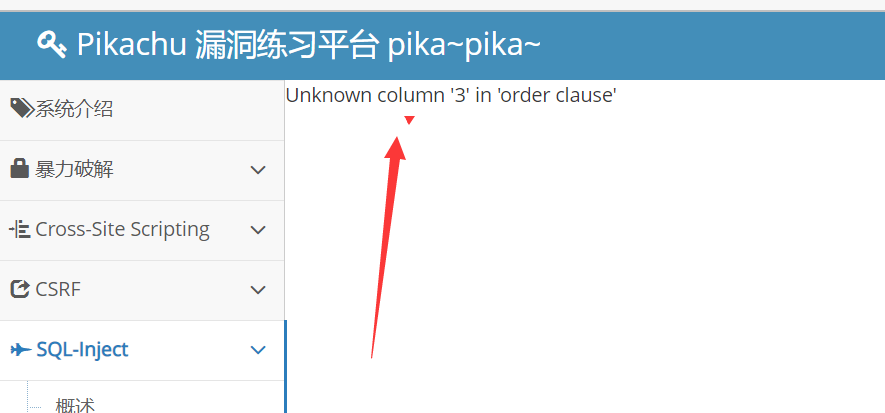 Pikachu 漏洞练习平台 pika~pika~
系统介绍
暴力破解
Cross-Site Scripting
CSRF
SQL-Inject
概述
Unknown column '3' in 'order clause'